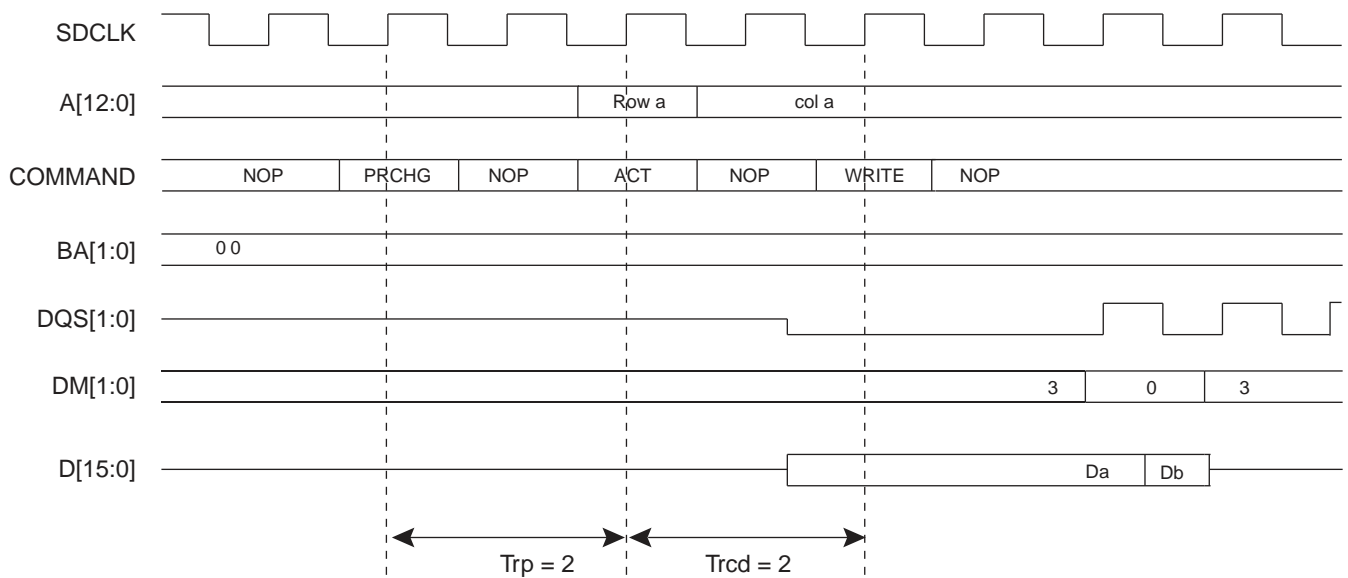 SDCLK
A[12:0] Row a col a
COMMAND NOP PRCHG NOP ACT NOP WRITE NOP
BA[1:0] 0 0
DQS[1:0]
DM[1:0] 3 0 3
D[15:0] Da Db
Trp = 2 Trcd = 2